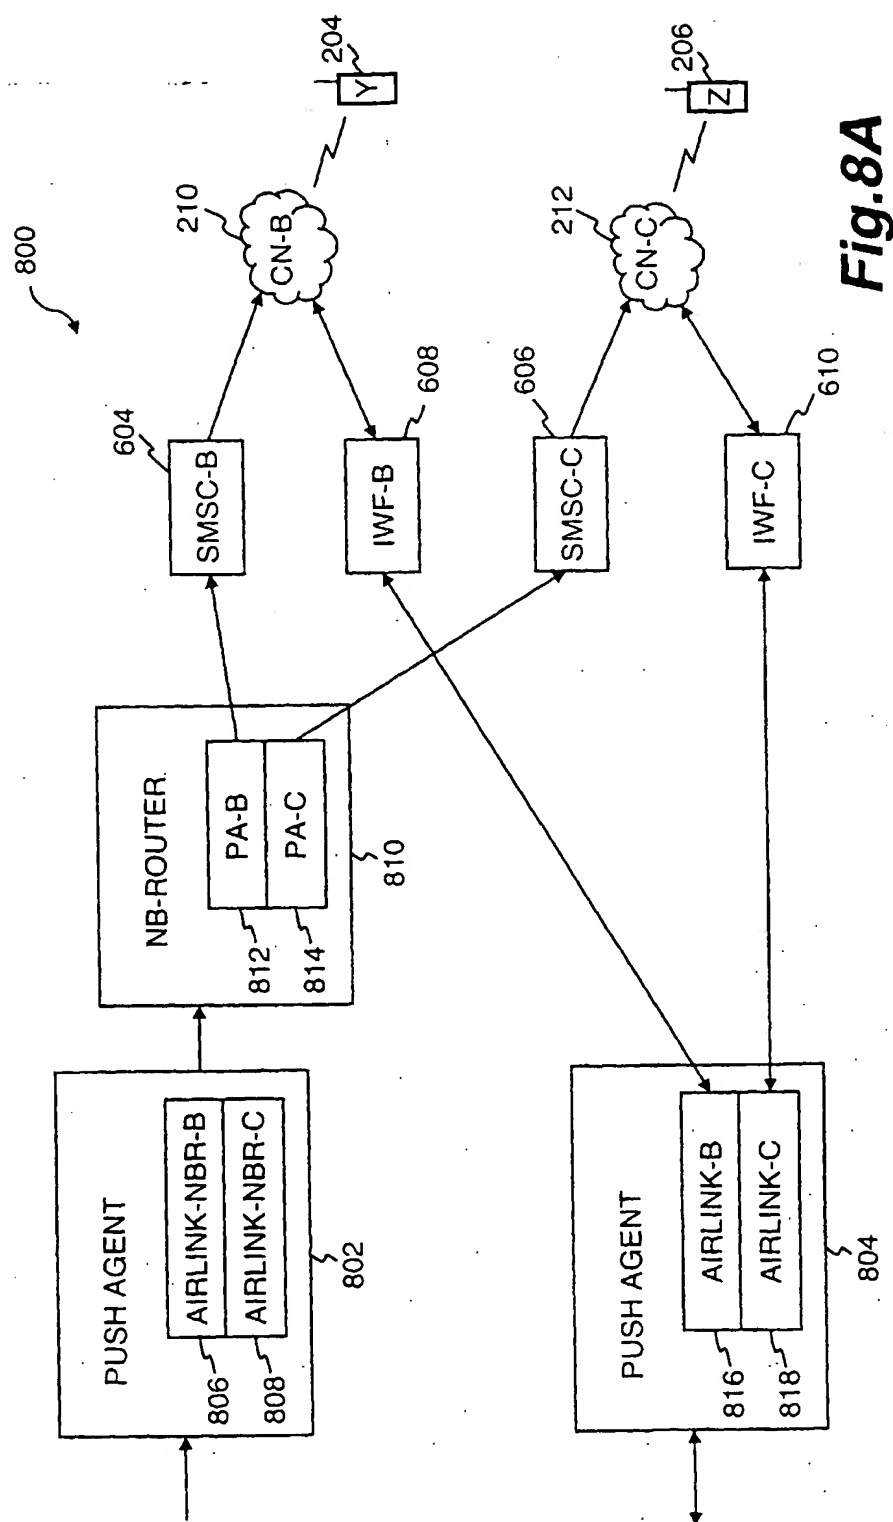 800
PUSH AGENT
AIRLINK-NBR-B
AIRLINK-NBR-C
806
808
802
NB-ROUTER
PA-B
PA-C
812
814
810
604
SMSC-B
IWF-B
608
210
CN-B
204
Y
PUSH AGENT
AIRLINK-B
AIRLINK-C
816
818
804
606
SMSC-C
IWF-C
610
212
CN-C
206
Z
Fig.8A